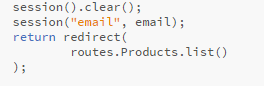 session().clear();
session("email", email);
return redirect(
routes.Products.list()
);